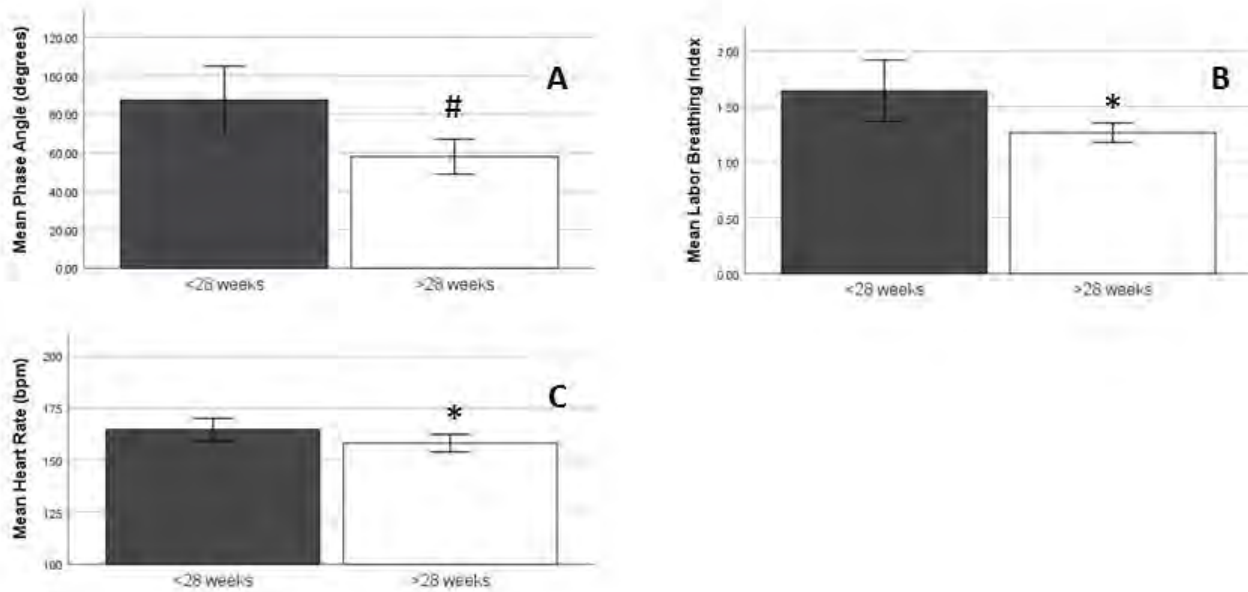 Mean Phase Angle (degrees)
120.00
100.00
80.00
60.00
40.00
20.00
0.00
A
#
<28 weeks
>28 weeks
Mean Labor Breathing Index
2.00
1.50
1.00
0.50
0.00
B
*
<28 weeks
>28 weeks
Mean Heart Rate (bpm)
200
175
150
125
100
C
*
<28 weeks
>28 weeks